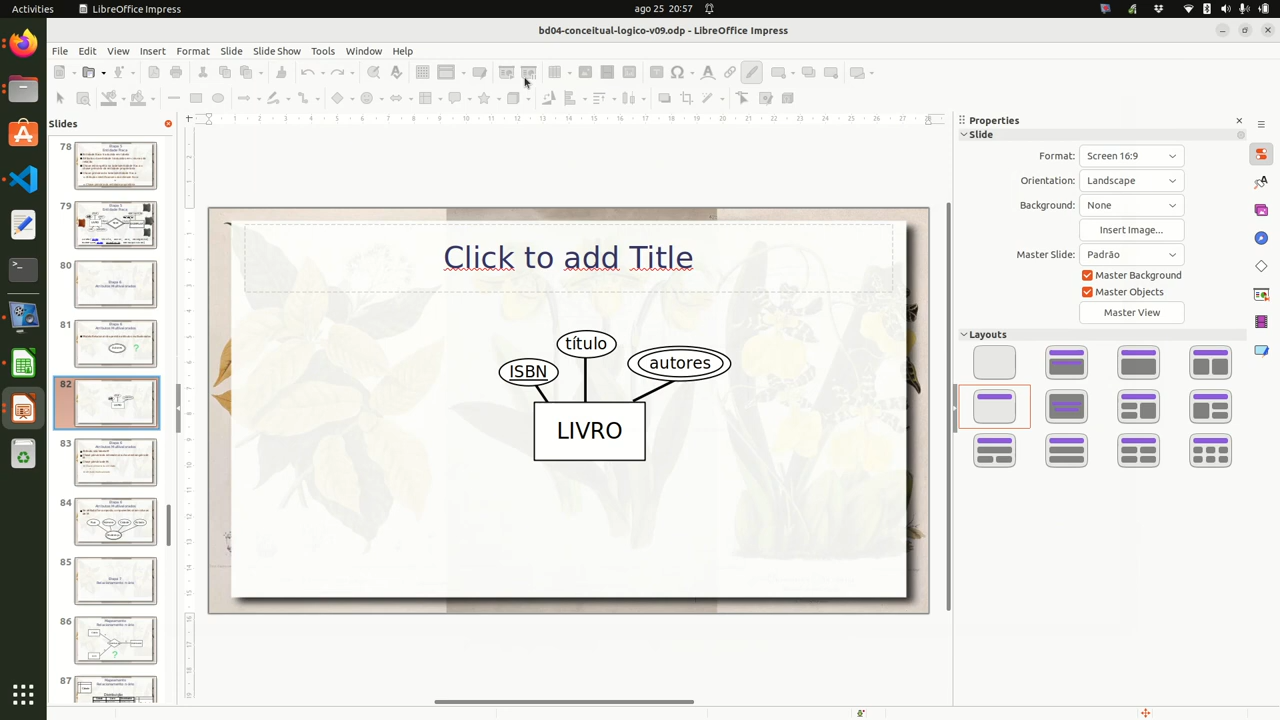 Activities
LibreOffice Impress
ago 25 20:57
bd04-conceitual-logico-v09.odp - LibreOffice Impress
File Edit View Insert Format Slide Slide Show Tools Window Help
Slides
Properties
Slide
Format: Screen 16:9
Orientation: Landscape
Background: None
Insert Image...
Master Slide: Padrão
Master Background
Master Objects
Master View
Layouts
78
79
80
81
82
83
84
85
86
87
Click to add Title
título
ISBN
autores
LIVRO